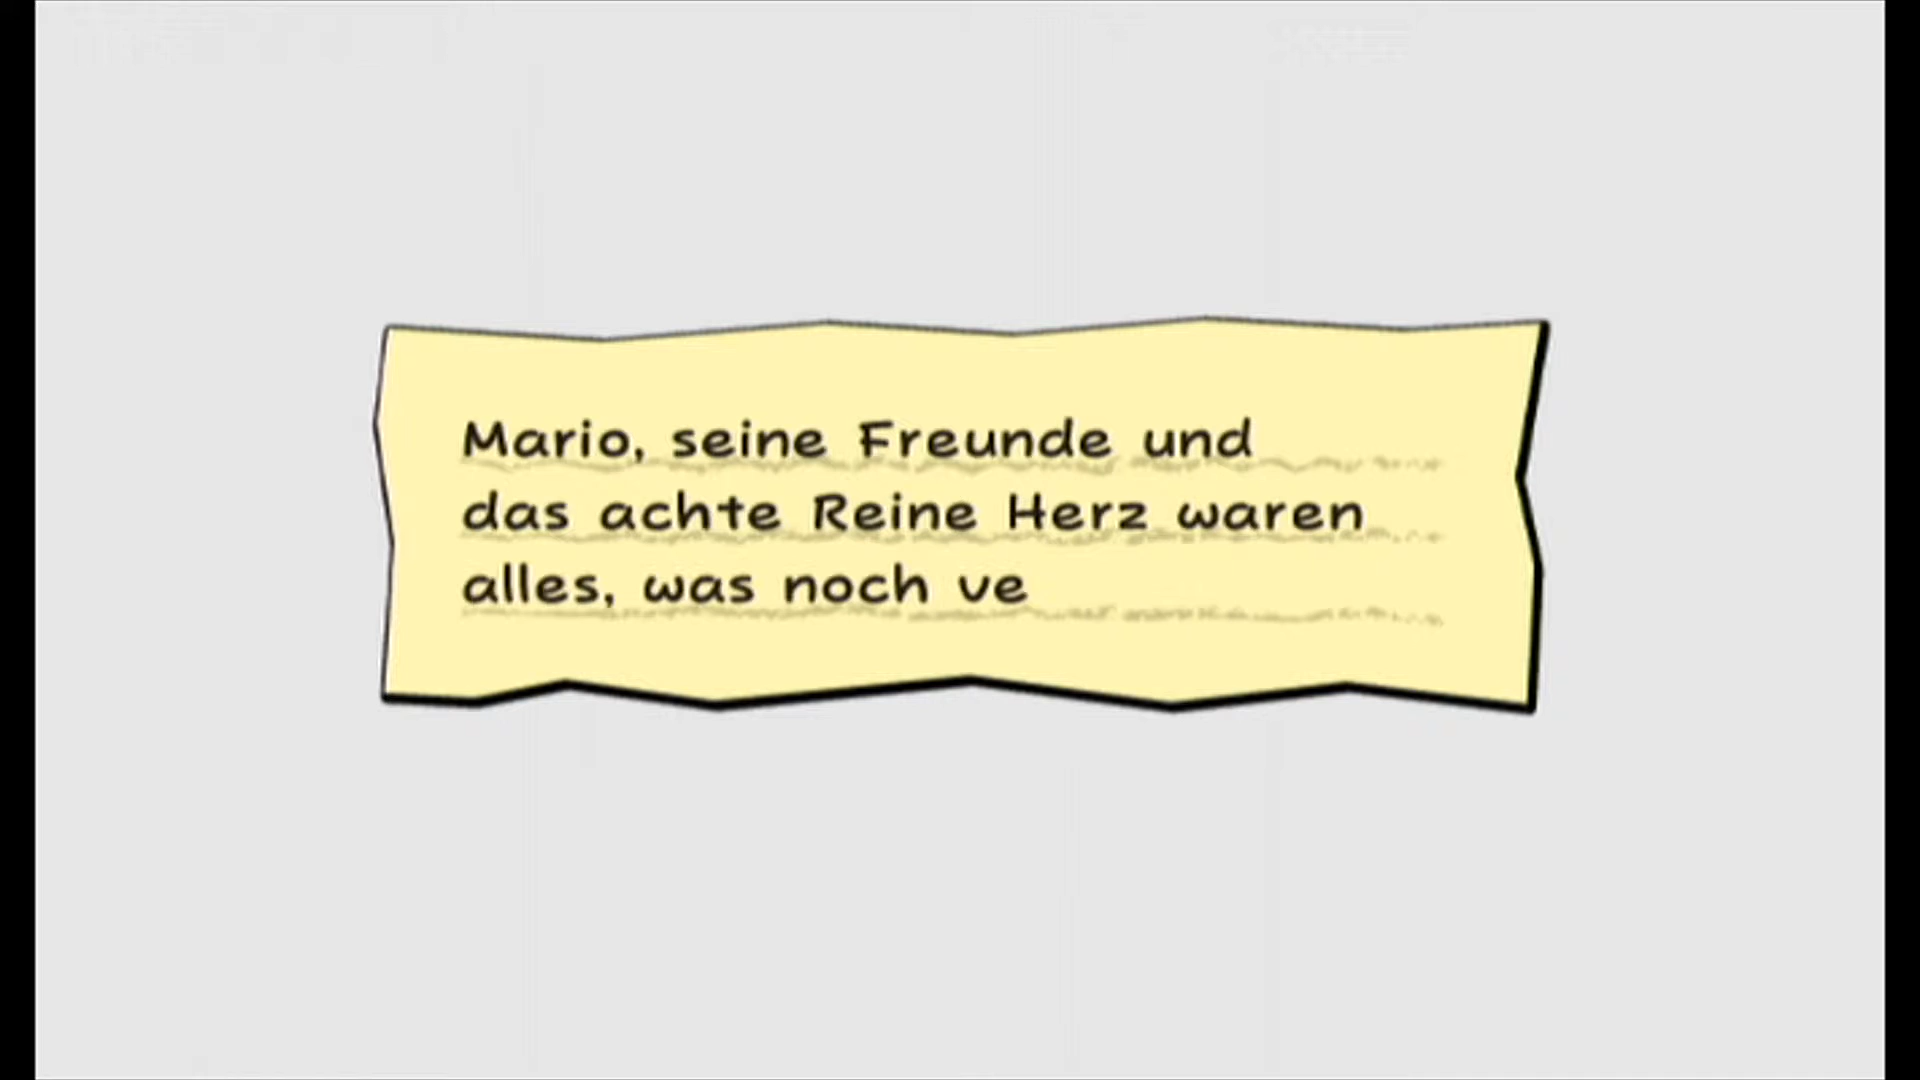 Mario, seine Freunde und
das achte Reine Herz waren
alles, was noch ve